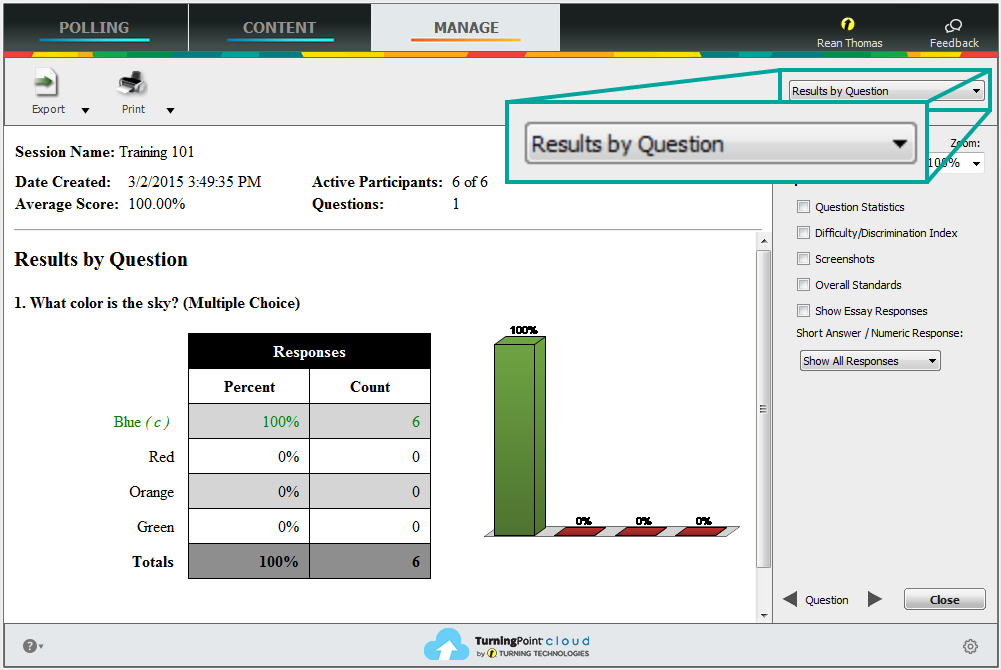 POLLING CONTENT MANAGE
Rean Thomas Feedback
Export Print
Results by Question
Results by Question
Zoom:
100%
Session Name: Training 101
Date Created: 3/2/2015 3:49:35 PM Active Participants: 6 of 6
Average Score: 100.00% Questions: 1
Question Statistics
Difficulty/Discrimination Index
Screenshots
Overall Standards
Show Essay Responses
Short Answer / Numeric Response:
Show All Responses
Results by Question
1. What color is the sky? (Multiple Choice)
Responses
Percent Count
Blue ( c ) 100% 6
Red 0% 0
Orange 0% 0
Green 0% 0
Totals 100% 6
100%
0% 0% 0%
Question Close
?
TurningPoint cloud
by TURNING TECHNOLOGIES